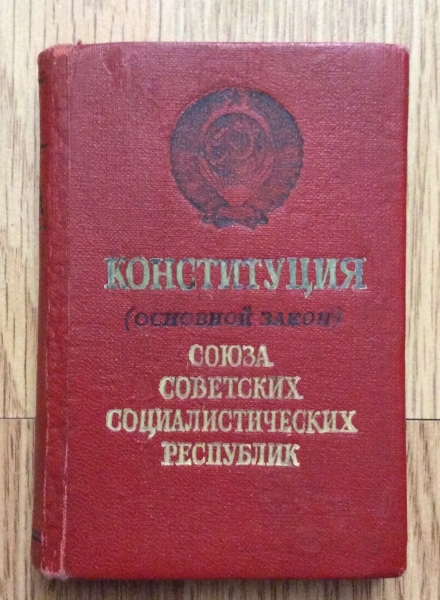 КОНСТИТУЦИЯ
(ОСНОВНОЙ ЗАКОН)
СОЮЗА
СОВЕТСКИХ
СОЦИАЛИСТИЧЕСКИХ
РЕСПУБЛИК